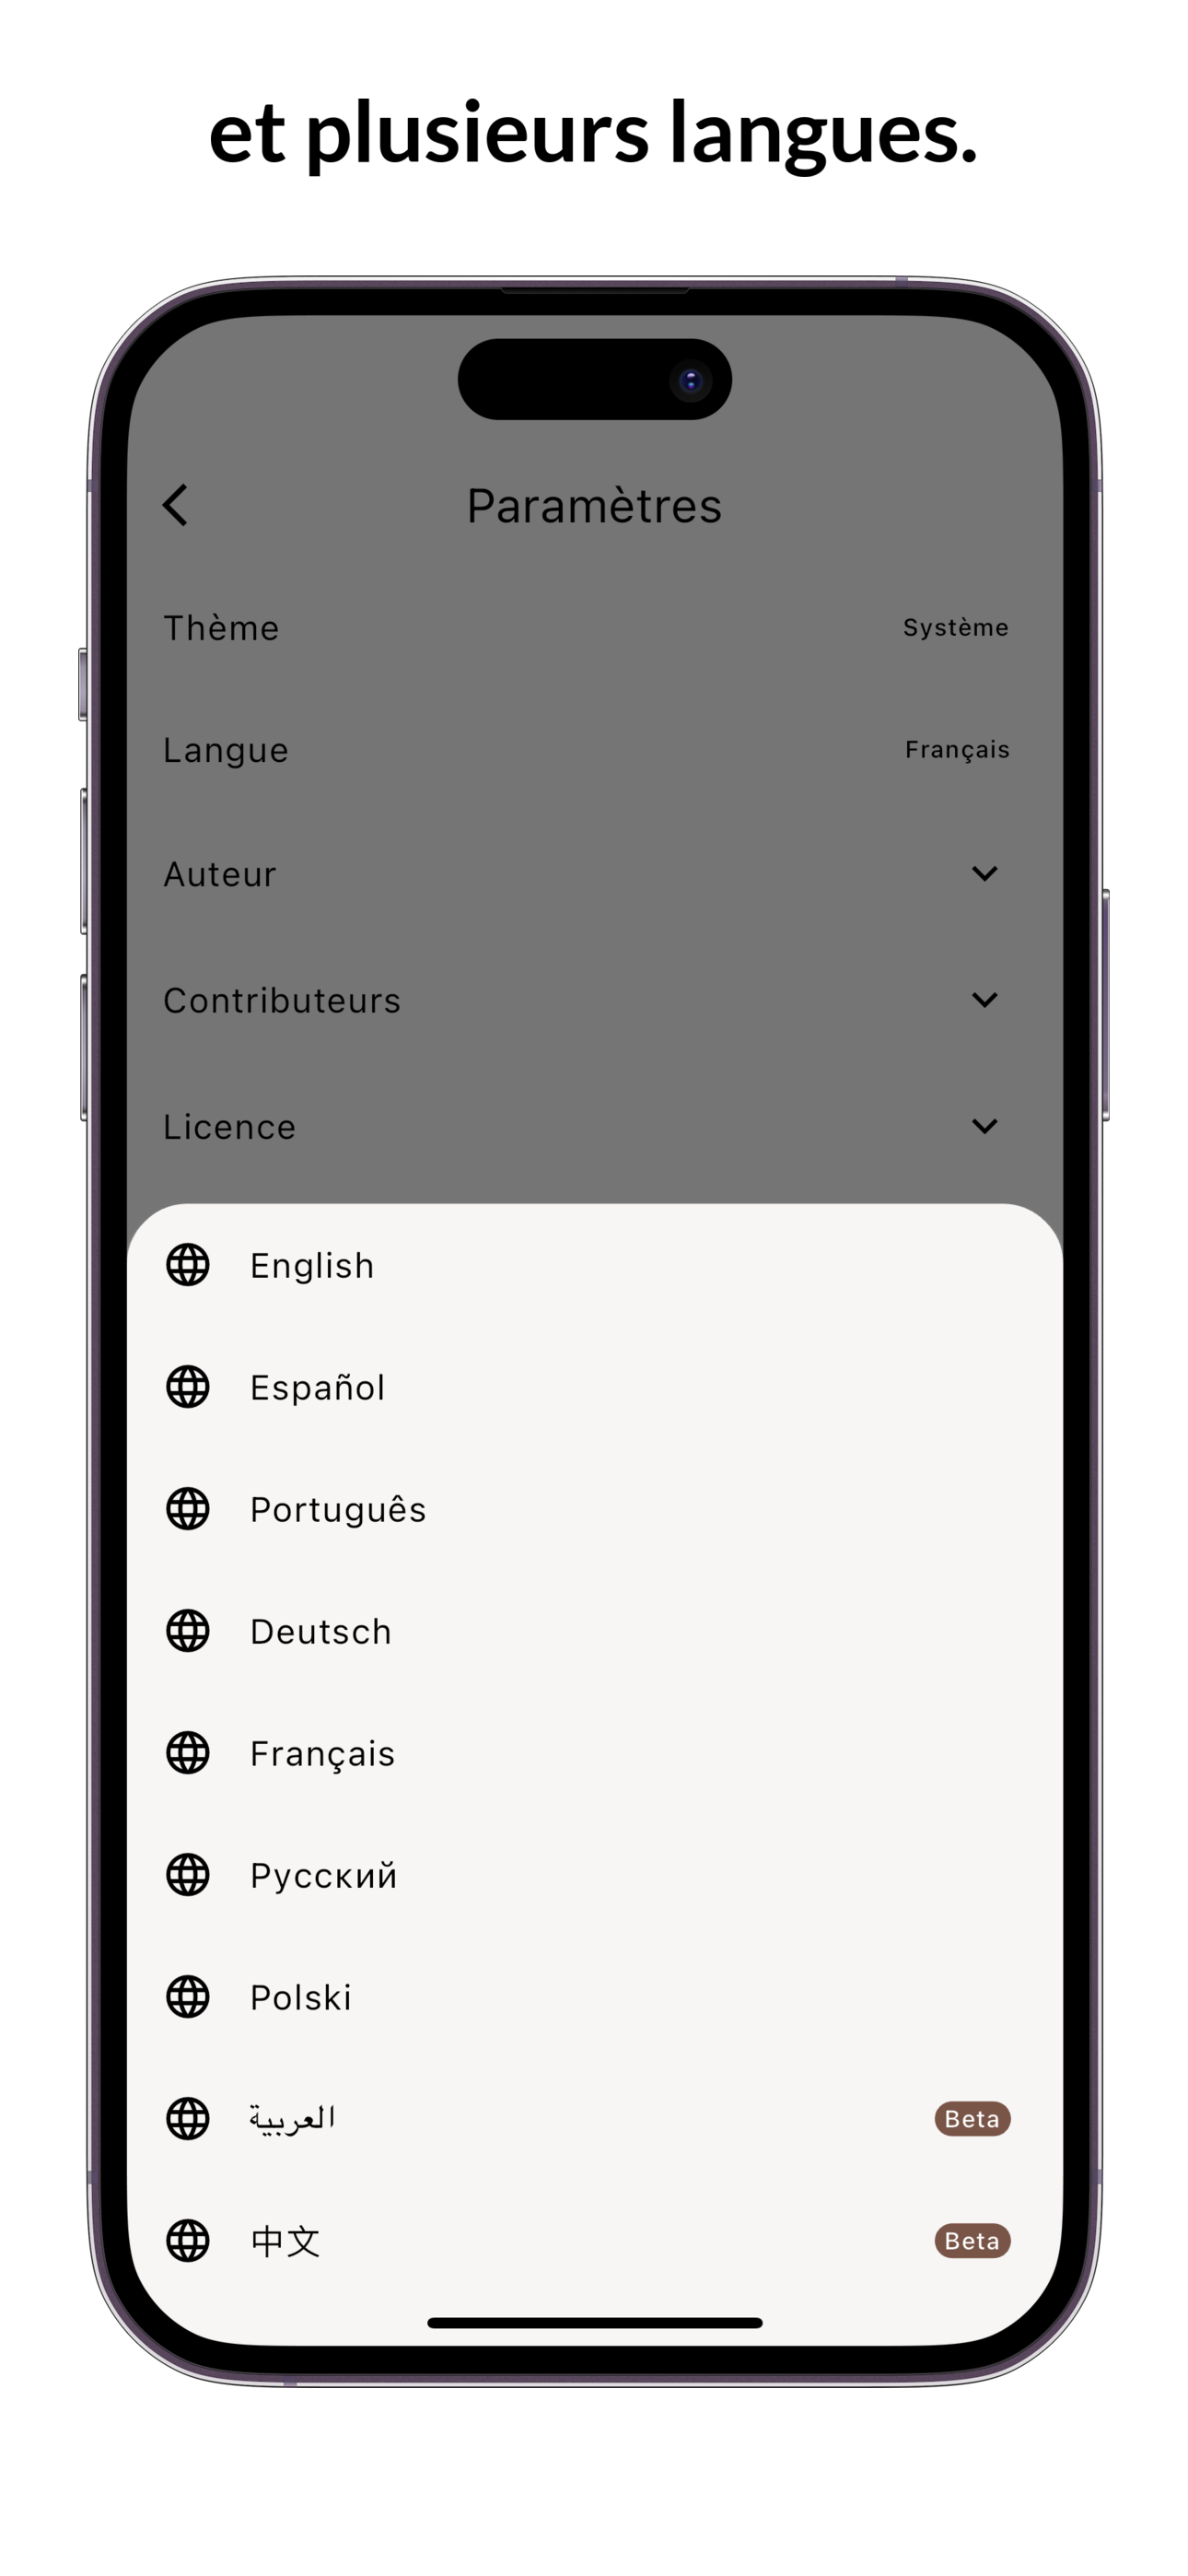 et plusieurs langues.
Paramètres
Thème Système
Langue Français
Auteur
Contributeurs
Licence
English
Español
Português
Deutsch
Français
Русский
Polski
العربية Beta
中文 Beta